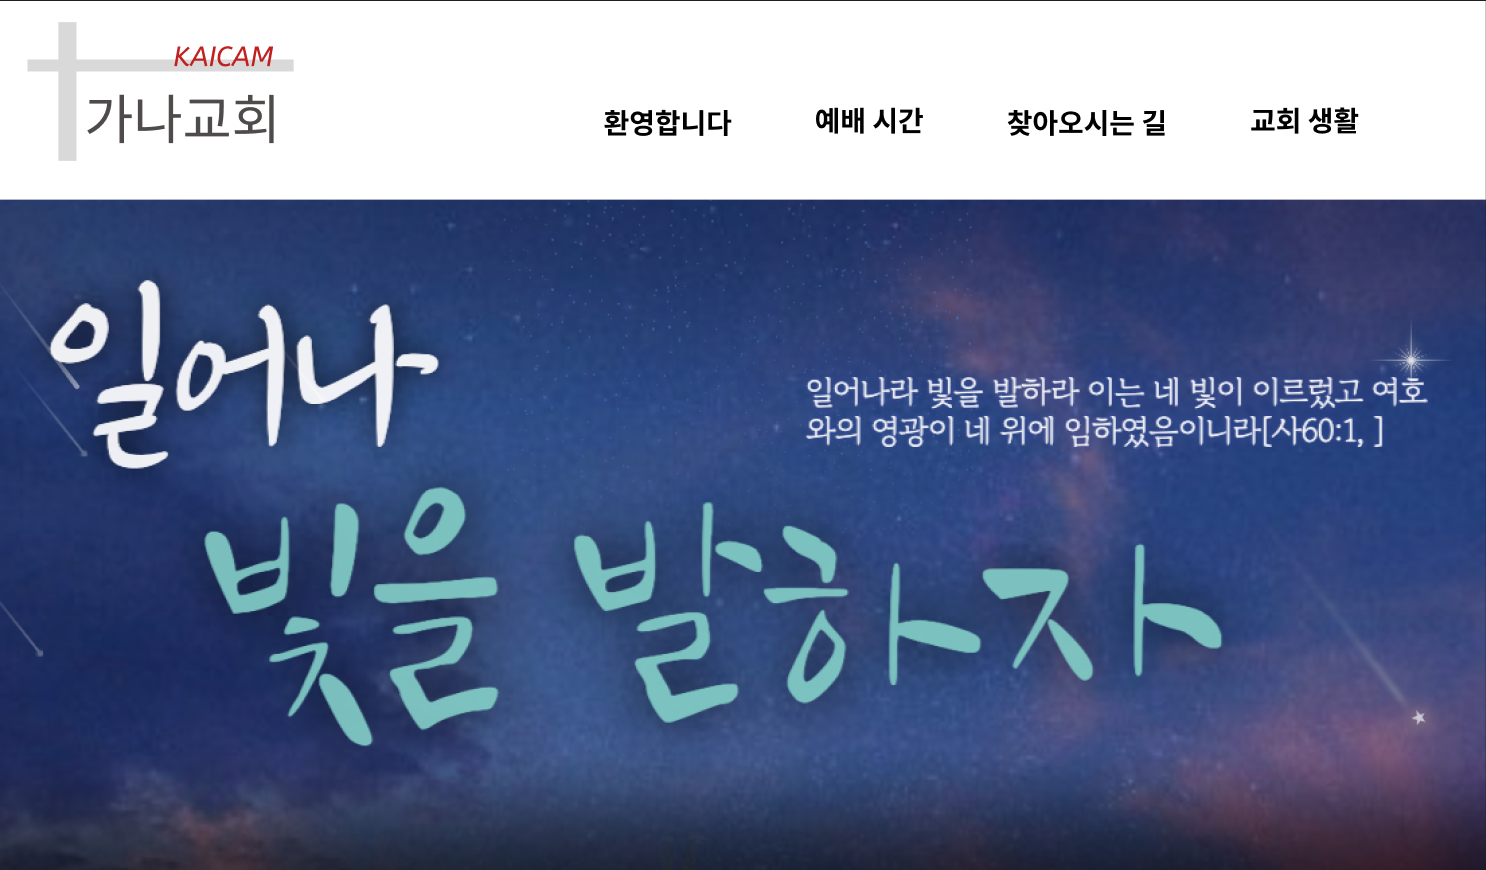 KAICAM
가나교회
환영합니다 예배 시간 찾아오시는 길 교회 생활
일어나
빛을 발하자
일어나라 빛을 발하라 이는 네 빛이 이르렀고 여호
와의 영광이 네 위에 임하였음이니라[사60:1, ]